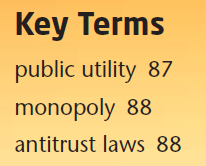 Key Terms
public utility 87
monopoly 88
antitrust laws 88